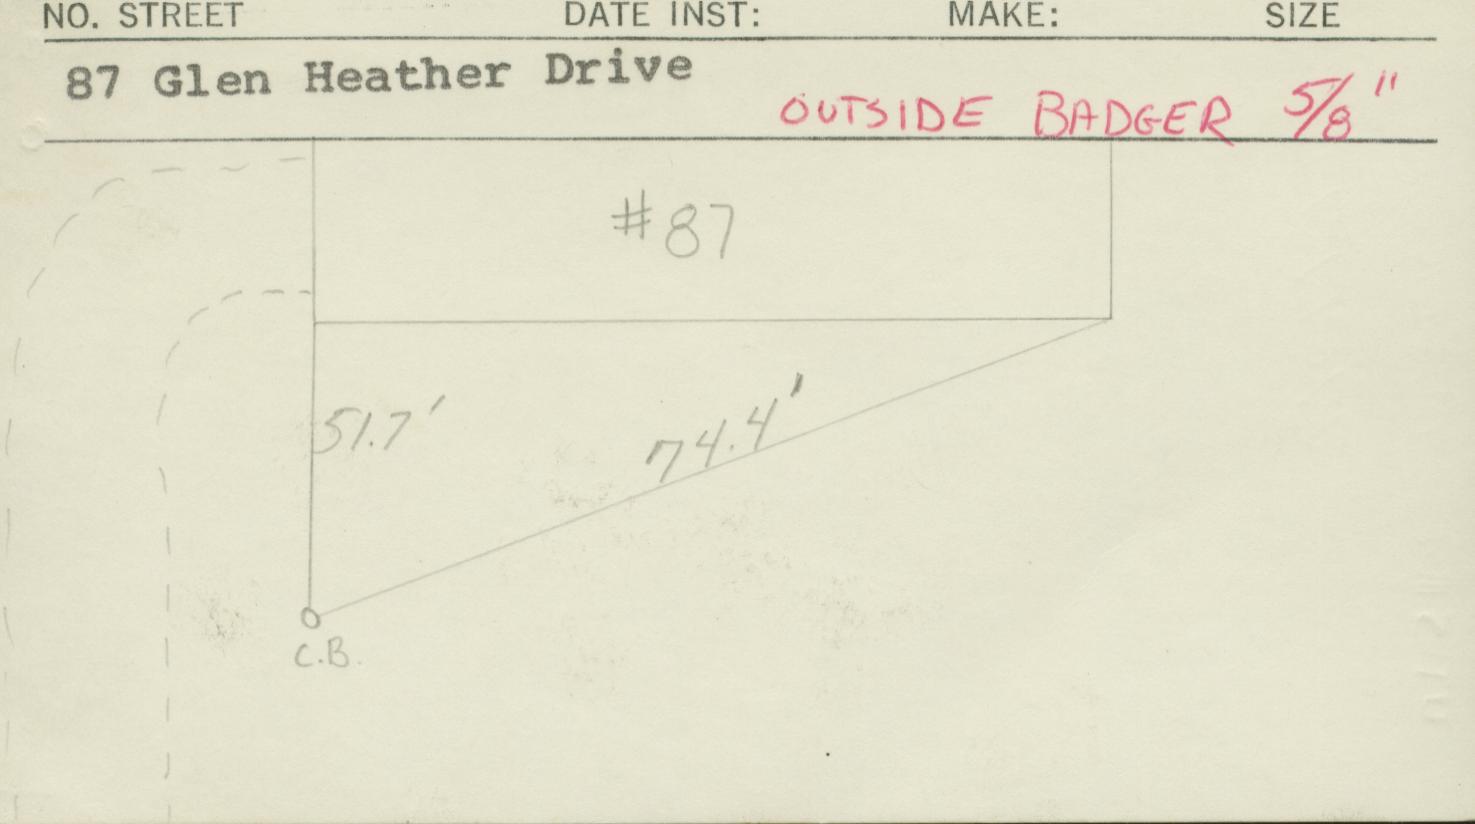 NO. STREET DATE INST: MAKE: SIZE
87 Glen Heather Drive
OUTSIDE BADGER 5/8"
#87
51.7'
74.4'
C.B.